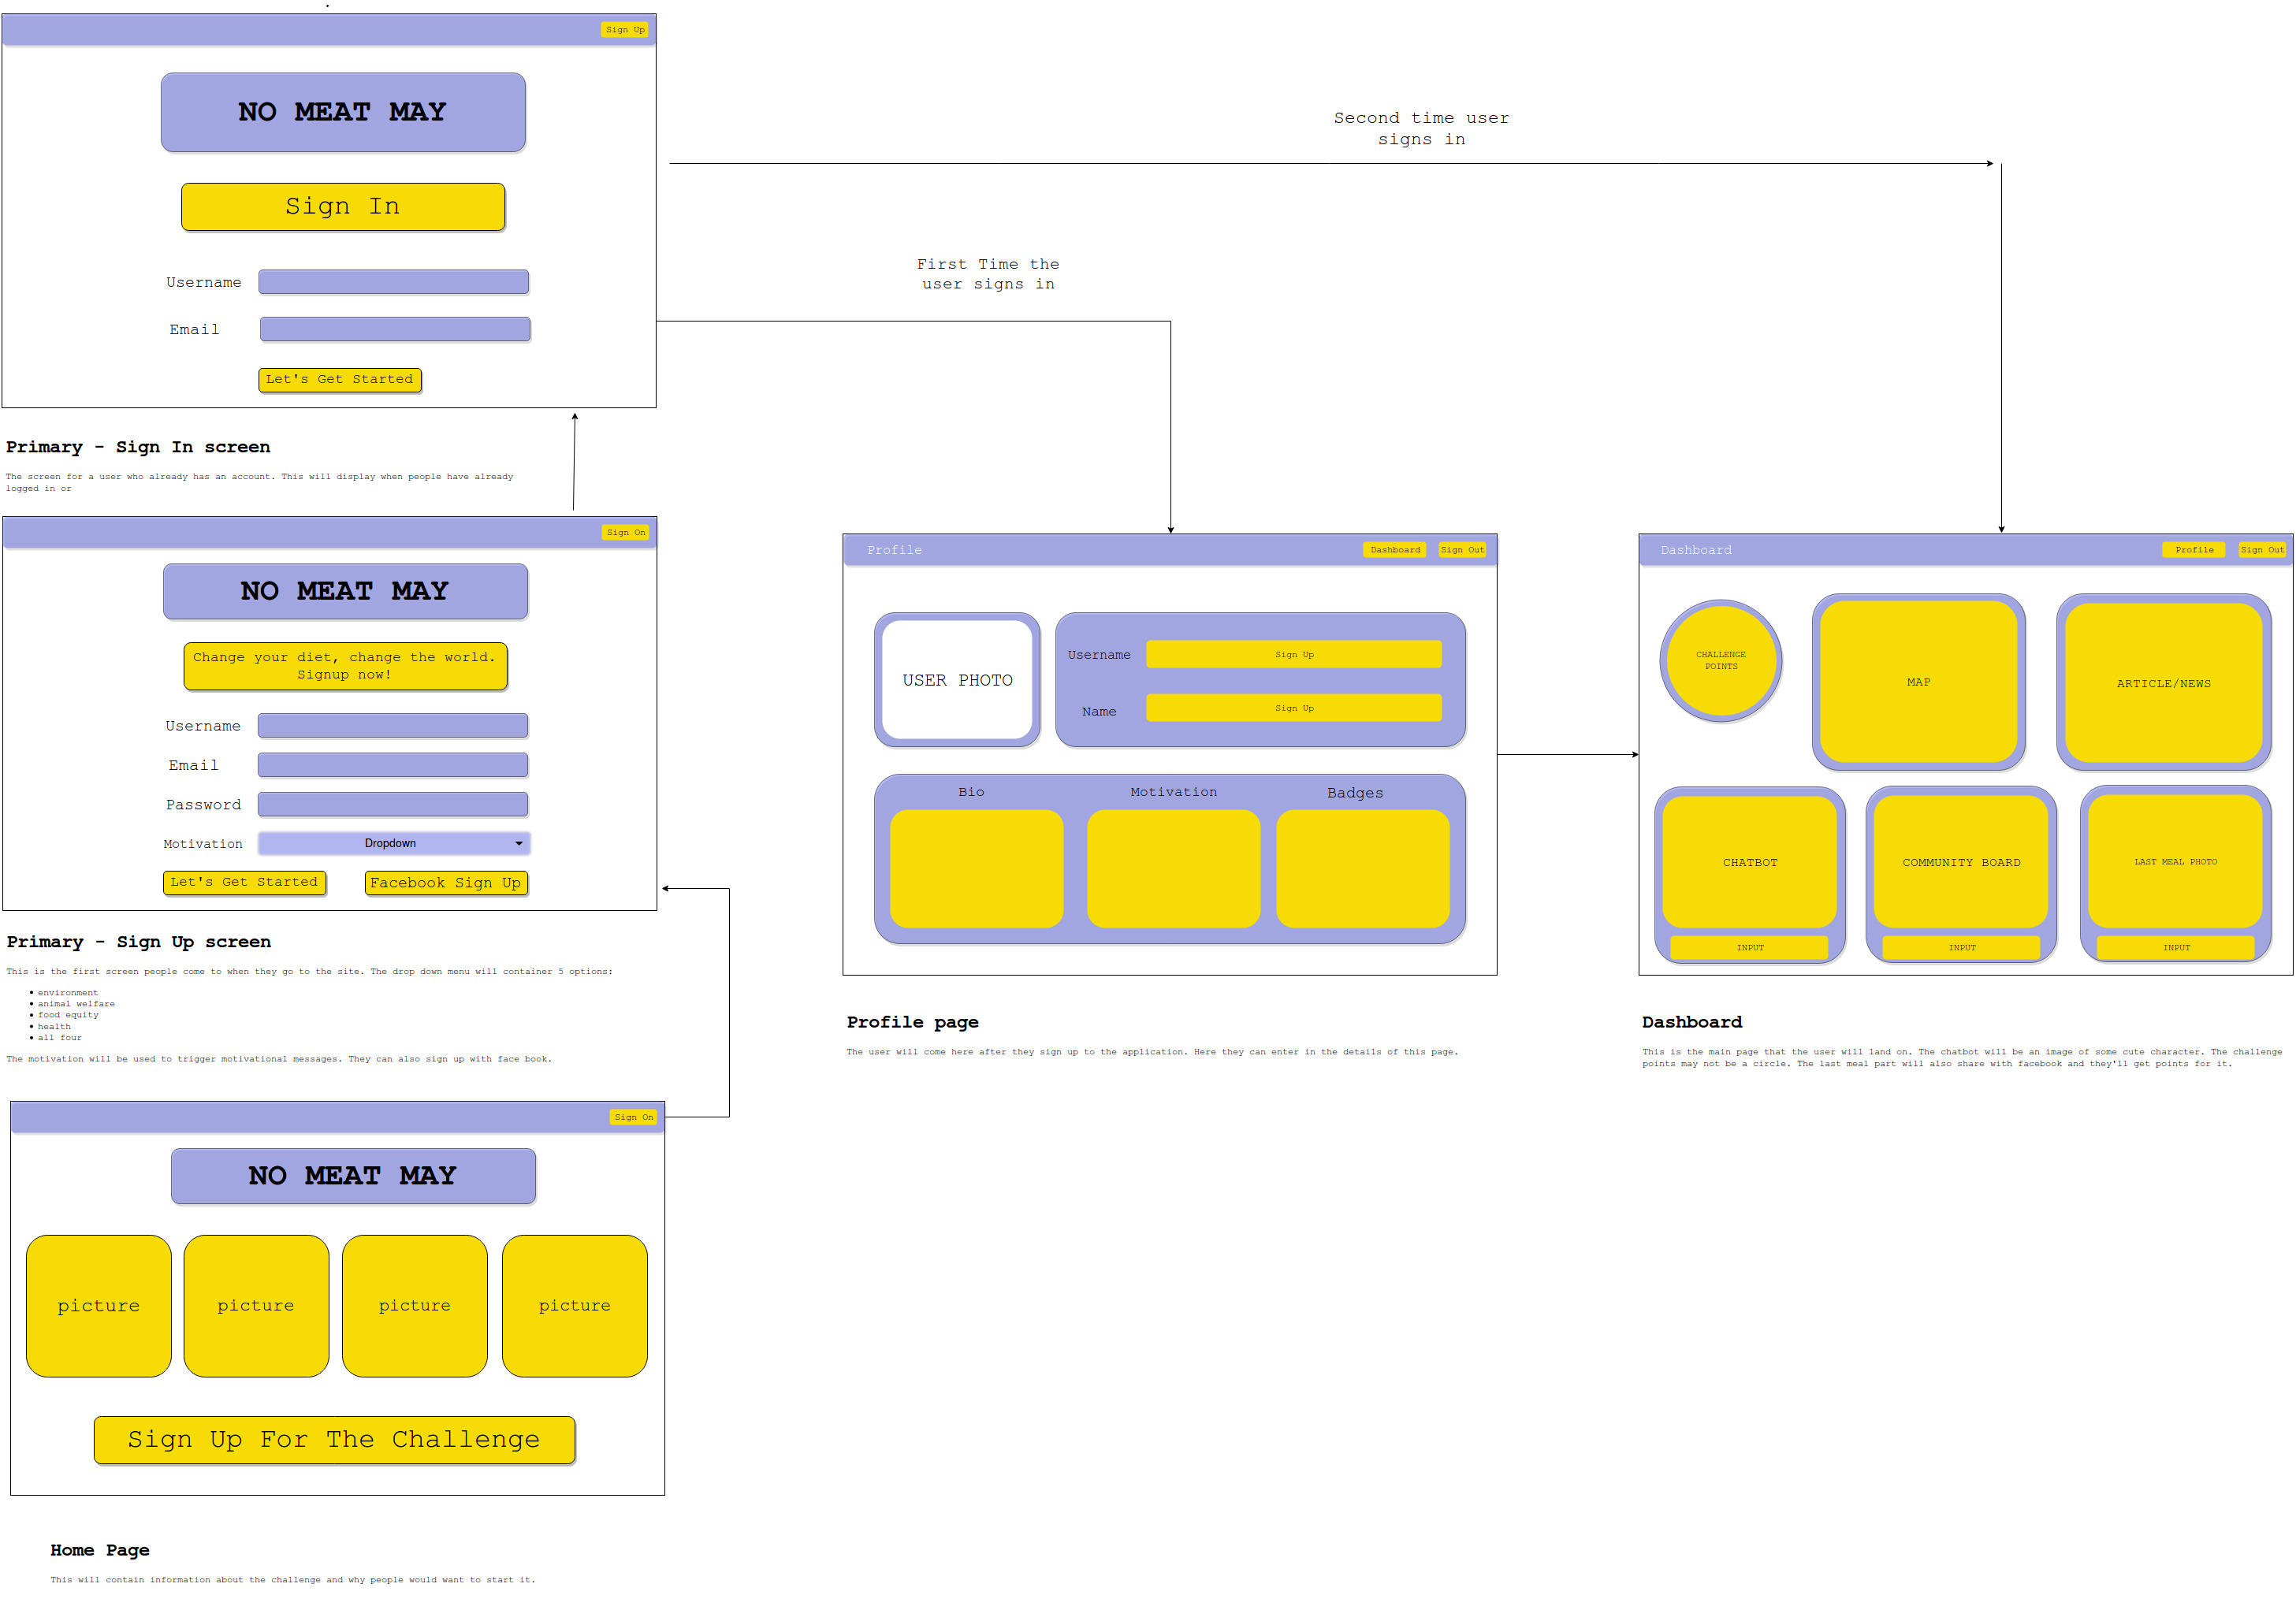 Sign Up
NO MEAT MAY
Sign In
Username
Email
Let's Get Started
Primary - Sign In screen
The screen for a user who already has an account. This will display when people have already
logged in or
Second time user
signs in
First Time the
user signs in
Sign On
NO MEAT MAY
Change your diet, change the world.
Signup now!
Username
Email
Password
Motivation
Dropdown
Let's Get Started
Facebook Sign Up
Primary - Sign Up screen
This is the first screen people come to when they go to the site. The drop down menu will container 5 options:
environment
animal welfare
food equity
health
all four
The motivation will be used to trigger motivational messages. They can also sign up with face book.
Sign On
NO MEAT MAY
picture
picture
picture
picture
Sign Up For The Challenge
Home Page
This will contain information about the challenge and why people would want to start it.
Profile
Dashboard
Sign Out
USER PHOTO
Username
Sign Up
Name
Sign Up
Bio
Motivation
Badges
Profile page
The user will come here after they sign up to the application. Here they can enter in the details of this page.
Dashboard
Profile
Sign Out
CHALLENGE
POINTS
MAP
ARTICLE/NEWS
CHATBOT
COMMUNITY BOARD
LAST MEAL PHOTO
INPUT
INPUT
INPUT
Dashboard
This is the main page that the user will land on. The chatbot will be an image of some cute character. The challenge
points may not be a circle. The last meal part will also share with facebook and they'll get points for it.